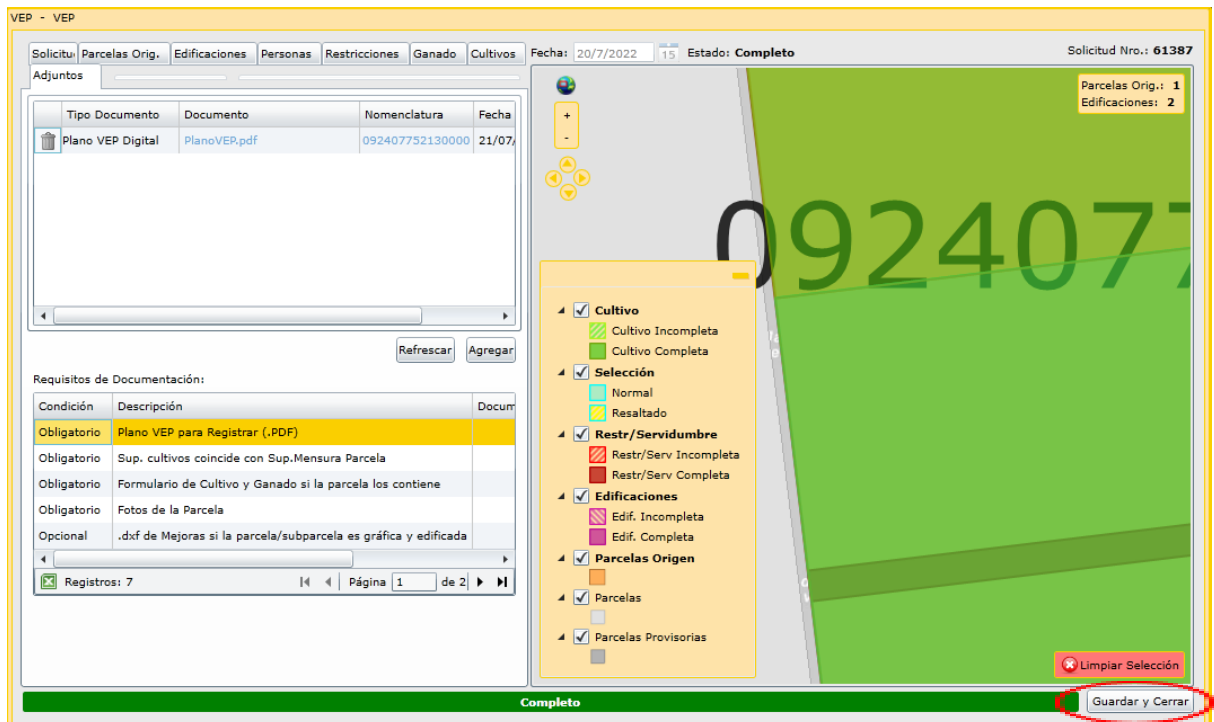 VEP - VEP
Solicitu Parcelas Orig. Edificaciones Personas Restricciones Ganado Cultivos
Adjuntos
Fecha: 20/7/2022 15 Estado: Completo
Solicitud Nro.: 61387
Tipo Documento Documento Nomenclatura Fecha
Plano VEP Digital PlanoVEP.pdf 092407752130000 21/07/
Refrescar Agregar
Requisitos de Documentación:
Condición Descripción Docum
Obligatorio Plano VEP para Registrar (.PDF)
Obligatorio Sup. cultivos coincide con Sup.Mensura Parcela
Obligatorio Formulario de Cultivo y Ganado si la parcela los contiene
Obligatorio Fotos de la Parcela
Opcional .dxf de Mejoras si la parcela/subparcela es gráfica y edificada
Registros: 7 Página 1 de 2
Parcelas Orig.: 1
Edificaciones: 2
+
-
092407
Cultivo
Cultivo Incompleta
Cultivo Completa
Selección
Normal
Resaltado
Restr/Servidumbre
Restr/Serv Incompleta
Restr/Serv Completa
Edificaciones
Edif. Incompleta
Edif. Completa
Parcelas Origen
Parcelas
Parcelas Provisorias
Limpiar Selección
Completo
Guardar y Cerrar